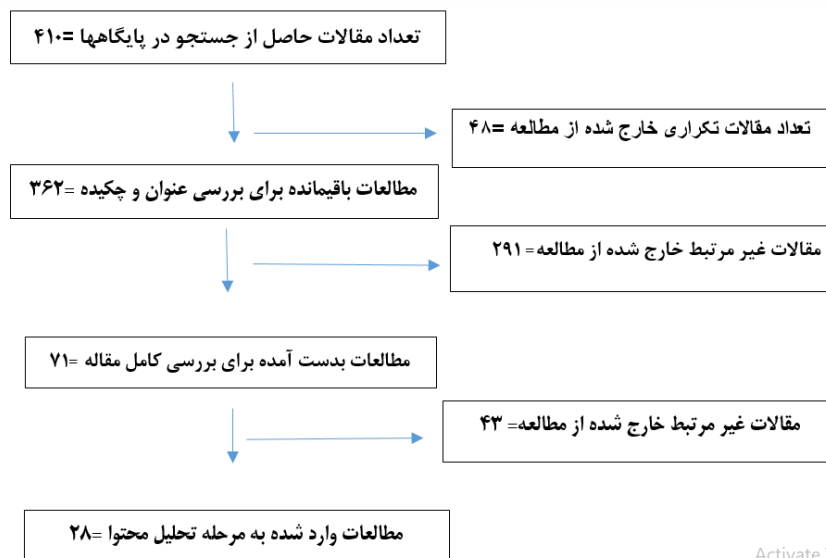 تعداد مقالات حاصل از جستجو در پایگاهها =۴۱۰
تعداد مقالات تکراری خارج شده از مطالعه =۴۸
مطالعات باقیمانده برای بررسی عنوان و چکیده =۳۶۲
مقالات غیر مرتبط خارج شده از مطالعه= ۲۹۱
مطالعات بدست آمده برای بررسی کامل مقاله =۷۱
مقالات غیر مرتبط خارج شده از مطالعه= ۴۳
مطالعات وارد شده به مرحله تحلیل محتوا =۲۸
Activate